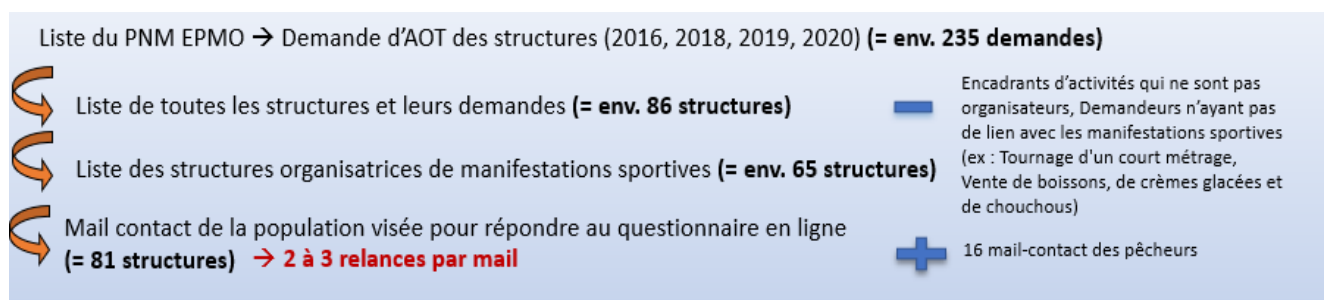 Liste du PNM EPMO → Demande d'AOT des structures (2016, 2018, 2019, 2020) (= env. 235 demandes)
Liste de toutes les structures et leurs demandes (= env. 86 structures)
Liste des structures organisatrices de manifestations sportives (= env. 65 structures)
Mail contact de la population visée pour répondre au questionnaire en ligne
(= 81 structures) → 2 à 3 relances par mail
Encadrants d'activités qui ne sont pas
organisateurs, Demandeurs n'ayant pas
de lien avec les manifestations sportives
(ex : Tournage d'un court métrage,
Vente de boissons, de crèmes glacées et
de chouchous)
16 mail-contact des pêcheurs